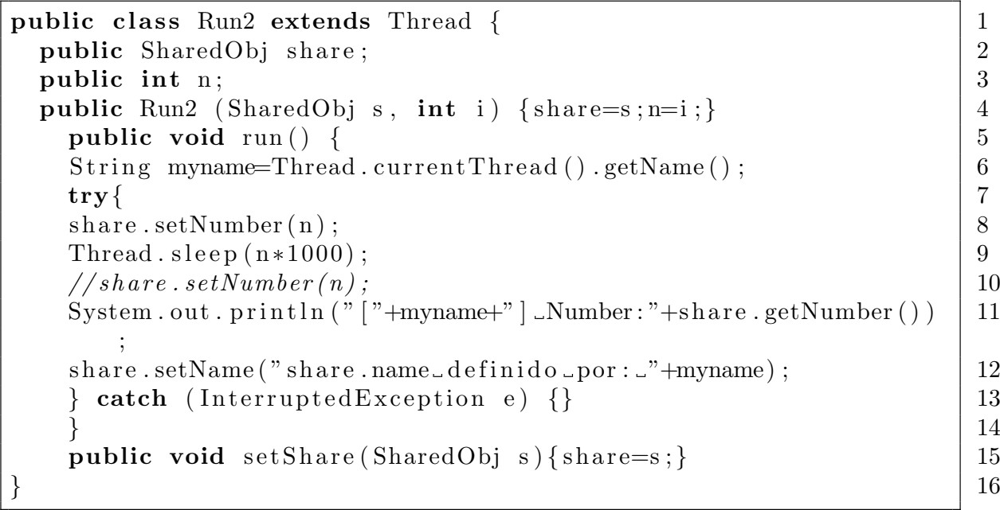 public class Run2 extends Thread { 1
public SharedObj share; 2
public int n; 3
public Run2 (SharedObj s, int i) {share=s;n=i;} 4
public void run() { 5
String myname=Thread.currentThread().getName(); 6
try{ 7
share.setNumber(n); 8
Thread.sleep(n*1000); 9
//share.setNumber(n); 10
System.out.println("["+myname+"]␣Number:"+share.getNumber()) 11
;
share.setName("share.name␣definido␣por:␣"+myname); 12
} catch (InterruptedException e) {} 13
} 14
public void setShare(SharedObj s){share=s;} 15
} 16